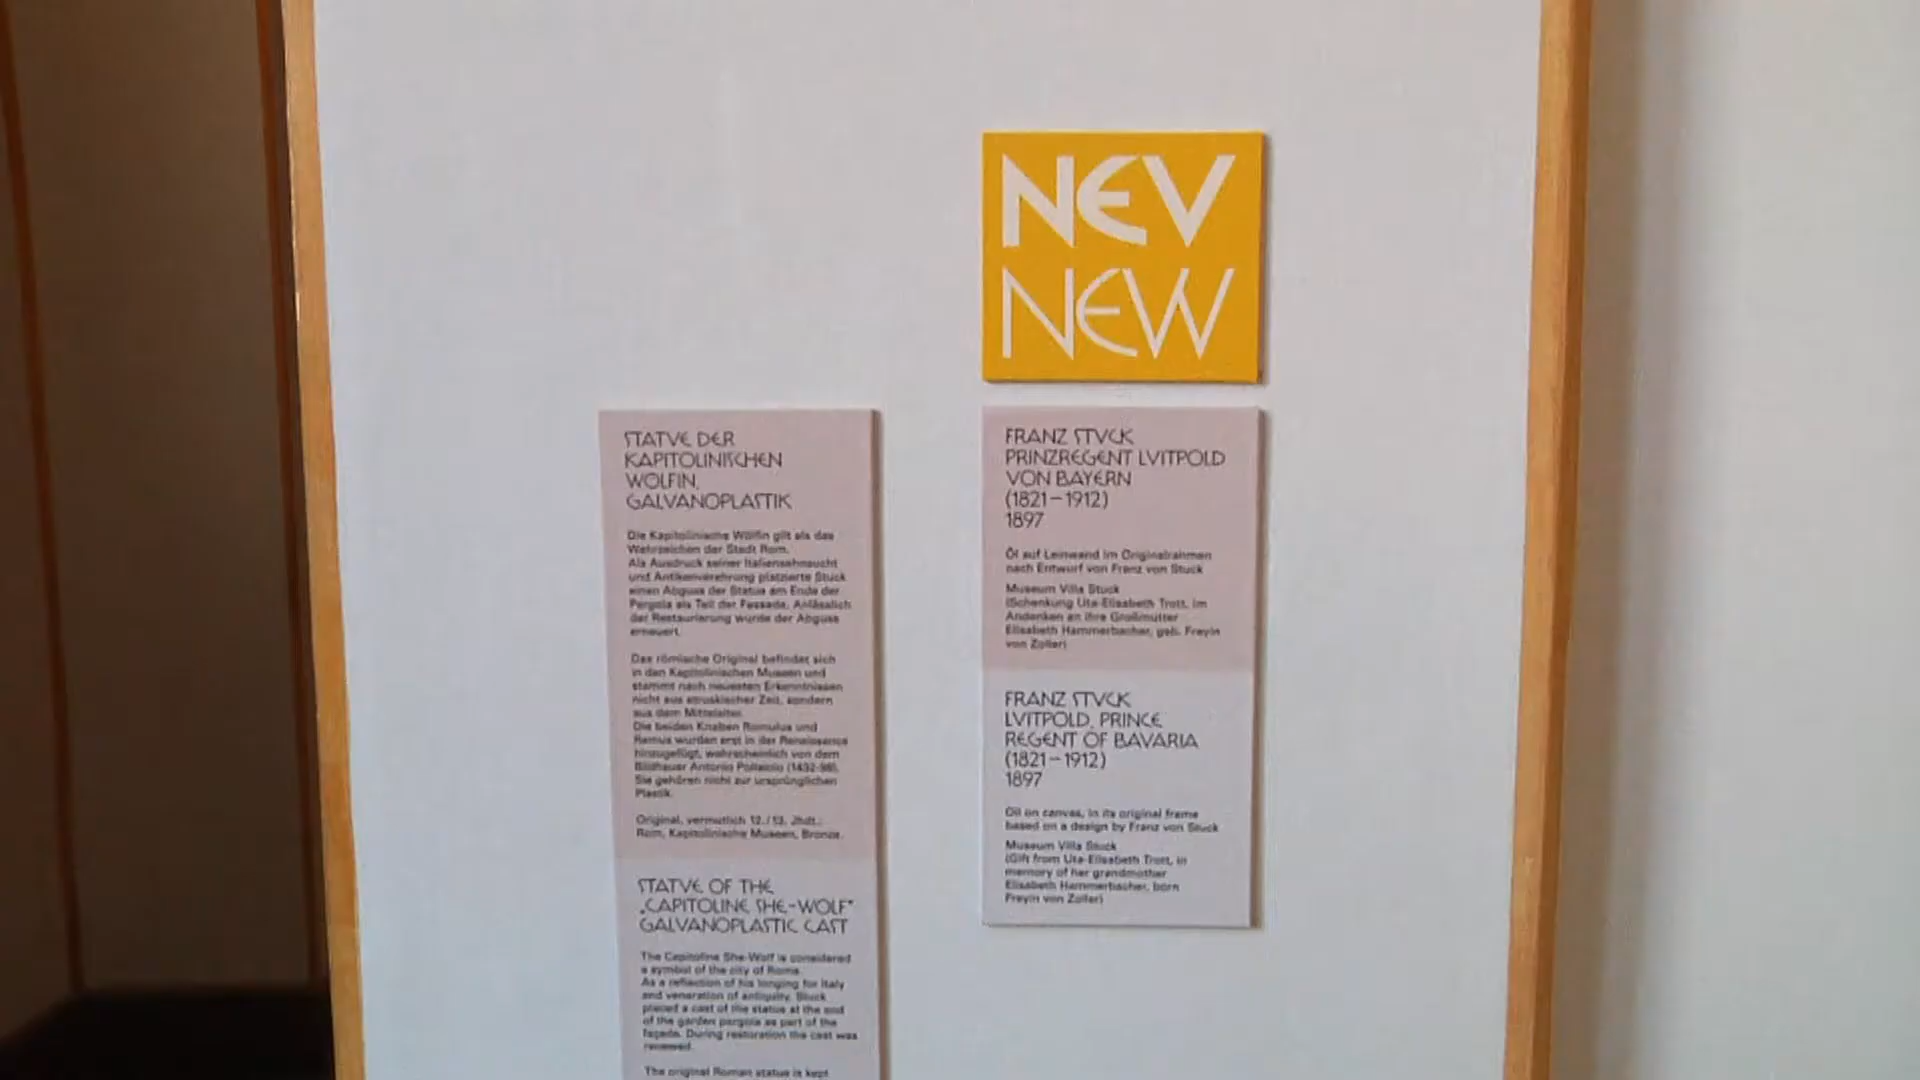 NEV
NEW
STATVE DER
KAPITOLINISCHEN
WÖLFIN,
GALVANOPLASTIK
Die Kapitolinische Wölfin gilt als das
Wahrzeichen der Stadt Rom.
Als Ausdruck seiner Italiensehnsucht
und Antikenverehrung platzierte Stuck
einen Abguss der Statue am Ende der
Pergola als Teil der Fassade. Anlässlich
der Restaurierung wurde der Abguss
erneuert.
Das römische Original befindet sich
in den Kapitolinischen Museen und
stammt nach neuesten Erkenntnissen
nicht aus etruskischer Zeit, sondern
aus dem Mittelalter.
Die beiden Knaben Romulus und
Remus wurden erst in der Renaissance
hinzugefügt, wahrscheinlich von dem
Bildhauer Antonio Pollaiolo (1432-98).
Sie gehören nicht zur ursprünglichen
Plastik.
Original, vermutlich 12./13. Jhdt.:
Rom, Kapitolinische Museen, Bronze.
STATVE OF THE
„CAPITOLINE SHE-WOLF“
GALVANOPLASTIC CAST
The Capitoline She-Wolf is considered
a symbol of the city of Rome.
As a reflection of his longing for Italy
and veneration of antiquity, Stuck
placed a cast of the statue at the end
of the garden pergola as part of the
façade. During restoration the cast was
renewed.
The original Roman statue is kept
FRANZ STVCK
PRINZREGENT LVITPOLD
VON BAYERN
(1821–1912)
1897
Öl auf Leinwand im Originalrahmen
nach Entwurf von Franz von Stuck
Museum Villa Stuck
(Schenkung Uta-Elisabeth Trott, im
Andenken an ihre Großmutter
Elisabeth Hammerbacher, geb. Freyin
von Zoller)
FRANZ STVCK
LVITPOLD, PRINCE
REGENT OF BAVARIA
(1821–1912)
1897
Oil on canvas, in its original frame
based on a design by Franz von Stuck
Museum Villa Stuck
(Gift from Uta-Elisabeth Trott, in
memory of her grandmother
Elisabeth Hammerbacher, born
Freyin von Zoller)